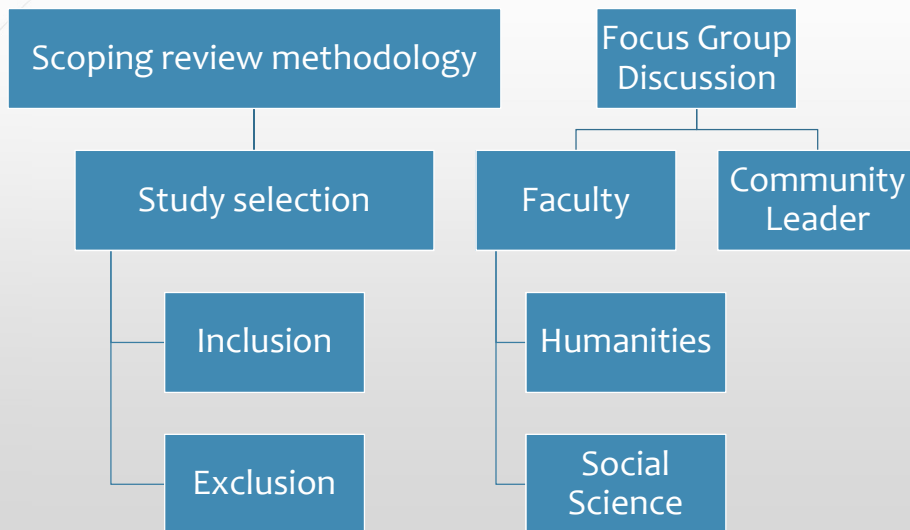 Scoping review methodology
Focus Group
Discussion
Study selection
Faculty
Community
Leader
Inclusion
Humanities
Exclusion
Social
Science